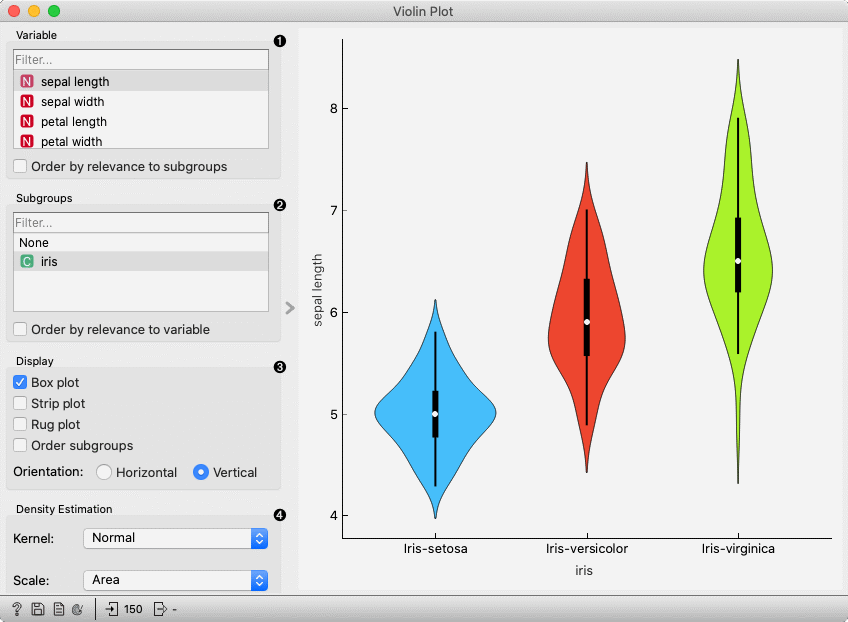 Violin Plot
Variable
1
Filter...
N sepal length
N sepal width
N petal length
N petal width
Order by relevance to subgroups
Subgroups
2
Filter...
None
C iris
Order by relevance to variable
Display
3
Box plot
Strip plot
Rug plot
Order subgroups
Orientation: Horizontal Vertical
Density Estimation
4
Kernel: Normal
Scale: Area
? 150 -
sepal length
8
7
6
5
4
Iris-setosa Iris-versicolor Iris-virginica
iris